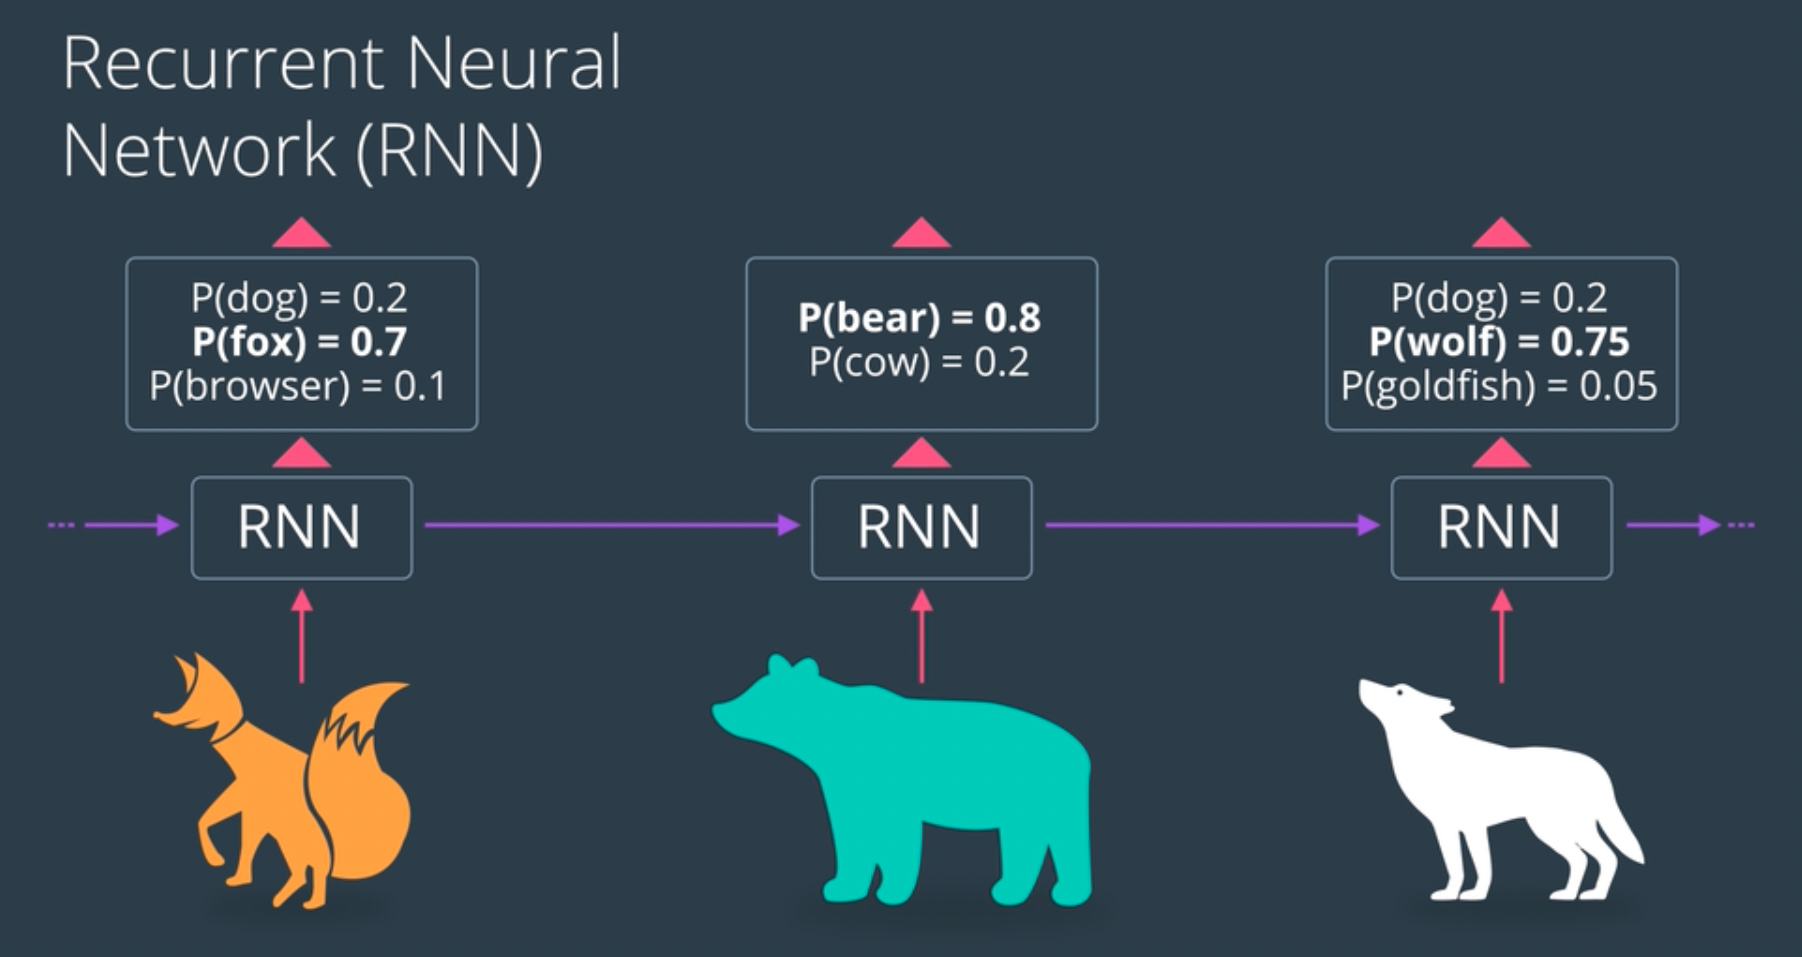 Recurrent Neural
Network (RNN)
P(dog) = 0.2
P(fox) = 0.7
P(browser) = 0.1
P(bear) = 0.8
P(cow) = 0.2
P(dog) = 0.2
P(wolf) = 0.75
P(goldfish) = 0.05
RNN
RNN
RNN